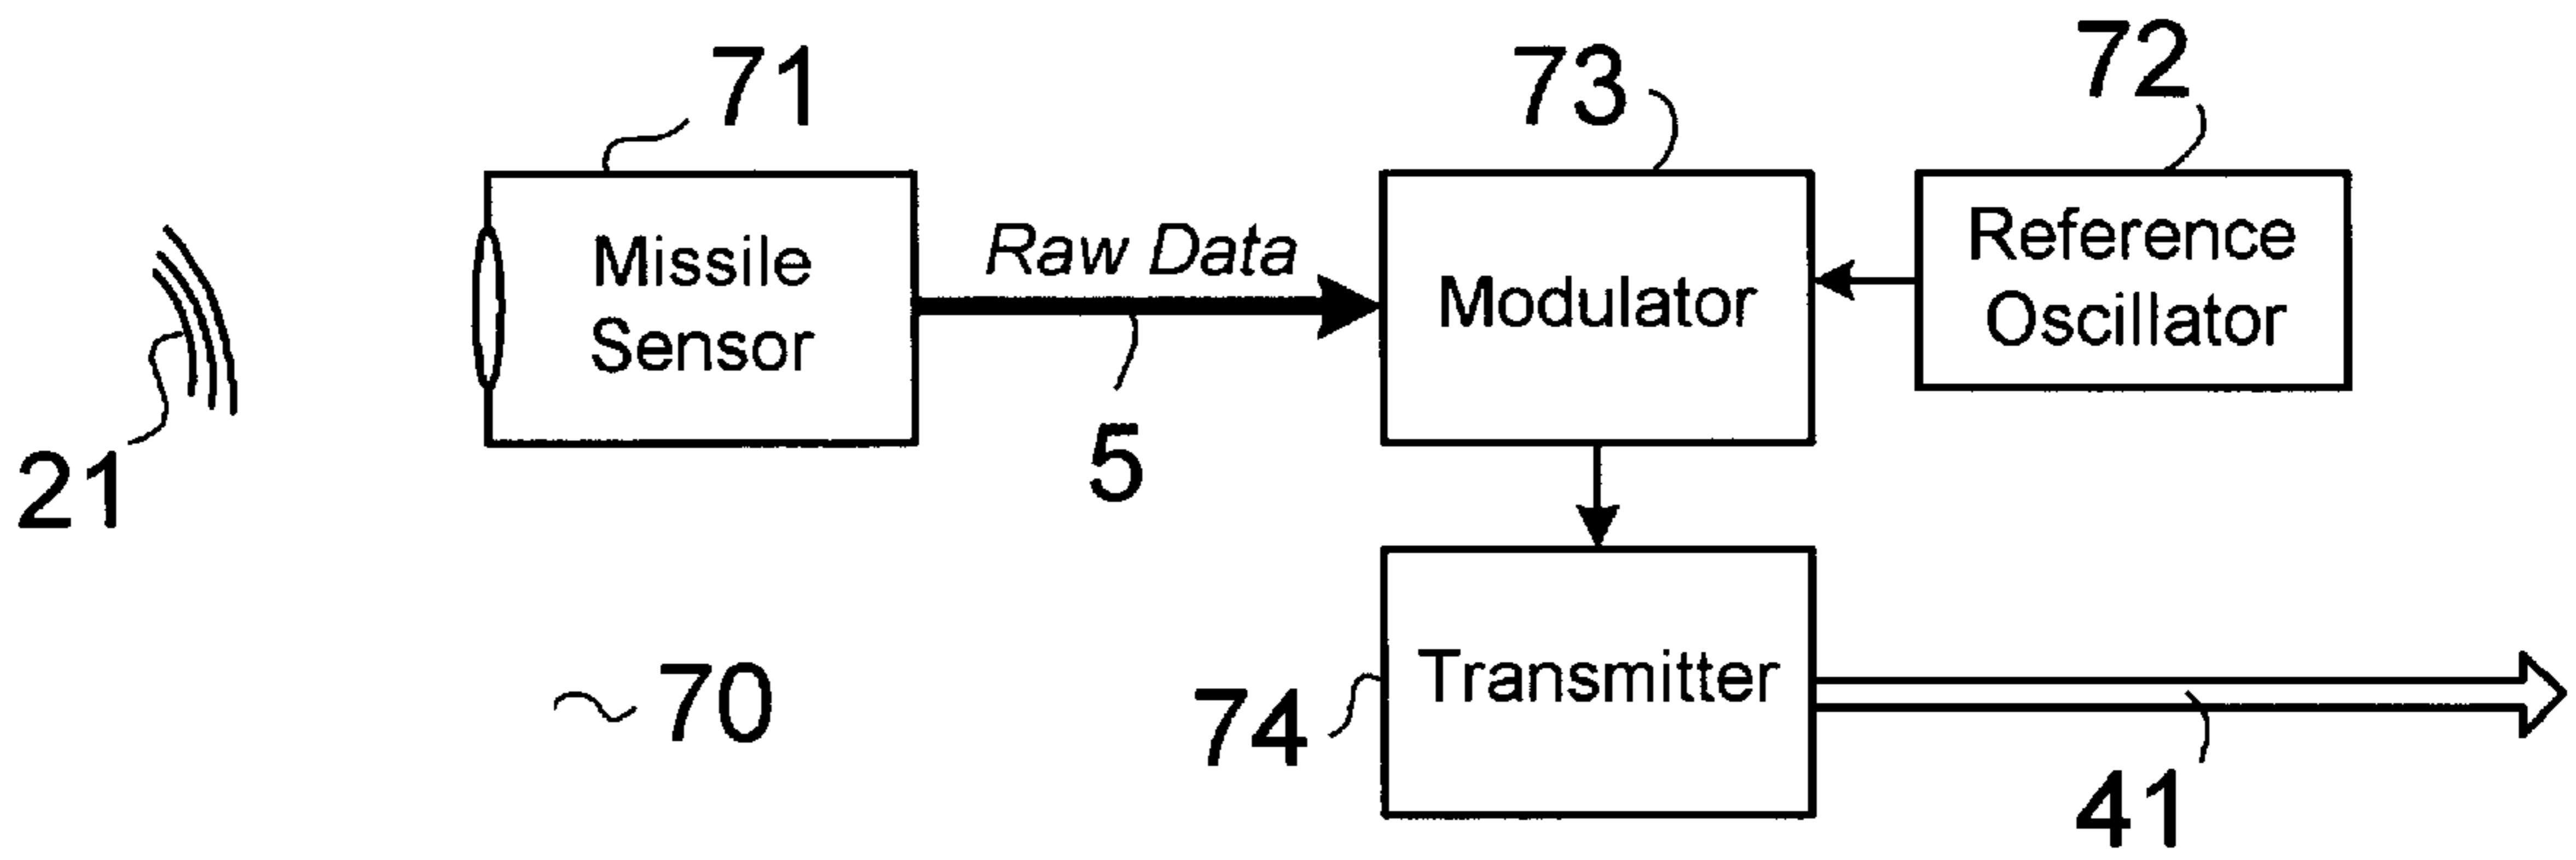 71
73
72
Missile
Sensor
Raw Data
Modulator
Reference
Oscillator
21
5
70
74
Transmitter
41